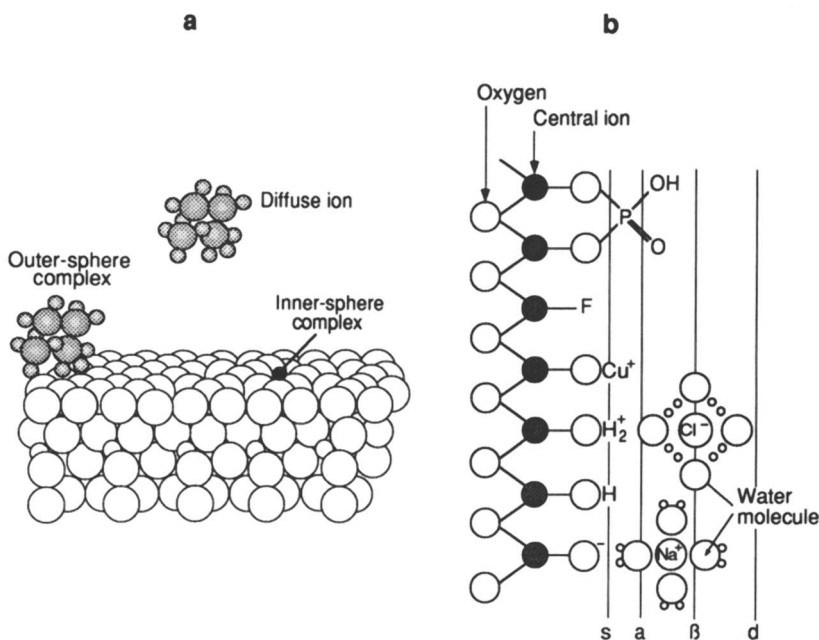 a
Diffuse ion
Outer-sphere
complex
Inner-sphere
complex
b
Oxygen
Central ion
OH
P
O
F
Cu⁺
H₂⁺
Cl⁻
H
Water
molecule
⁻
Na⁺
s a ß d